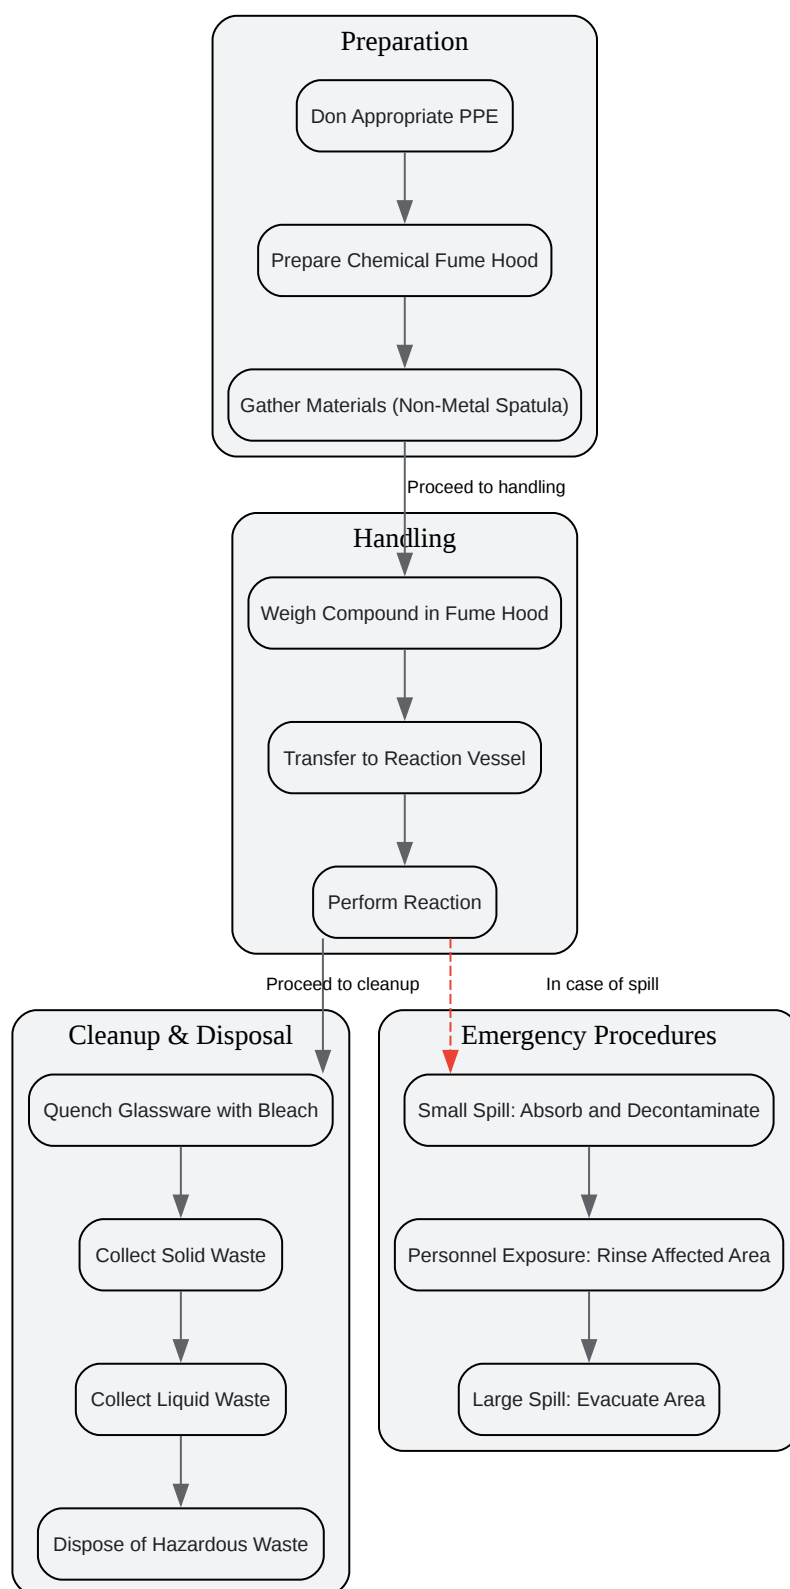 Preparation
Don Appropriate PPE
Prepare Chemical Fume Hood
Gather Materials (Non-Metal Spatula)
Proceed to handling
Handling
Weigh Compound in Fume Hood
Transfer to Reaction Vessel
Perform Reaction
Proceed to cleanup
In case of spill
Cleanup & Disposal
Quench Glassware with Bleach
Collect Solid Waste
Collect Liquid Waste
Dispose of Hazardous Waste
Emergency Procedures
Small Spill: Absorb and Decontaminate
Personnel Exposure: Rinse Affected Area
Large Spill: Evacuate Area